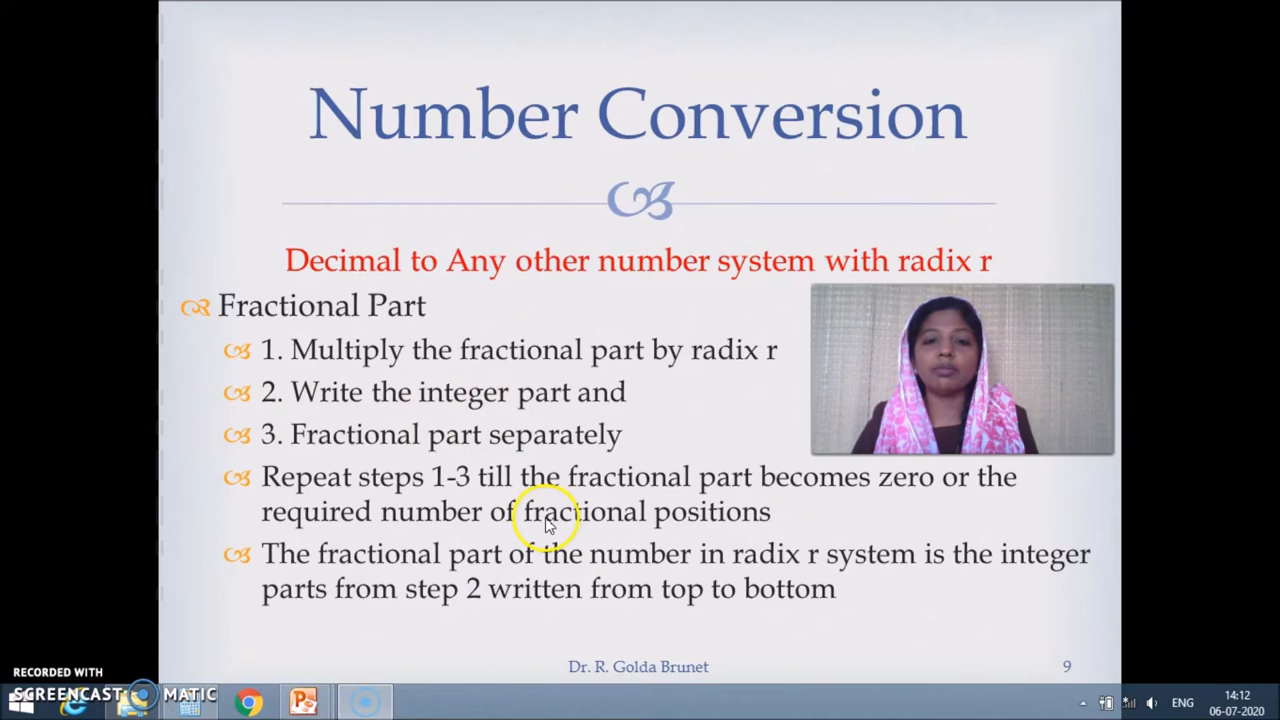 Number Conversion
Decimal to Any other number system with radix r
Fractional Part
1. Multiply the fractional part by radix r
2. Write the integer part and
3. Fractional part separately
Repeat steps 1-3 till the fractional part becomes zero or the
required number of fractional positions
The fractional part of the number in radix r system is the integer
parts from step 2 written from top to bottom
Dr. R. Golda Brunet
9
RECORDED WITH
SCREENCAST MATIC
ENG
14:12
06-07-2020